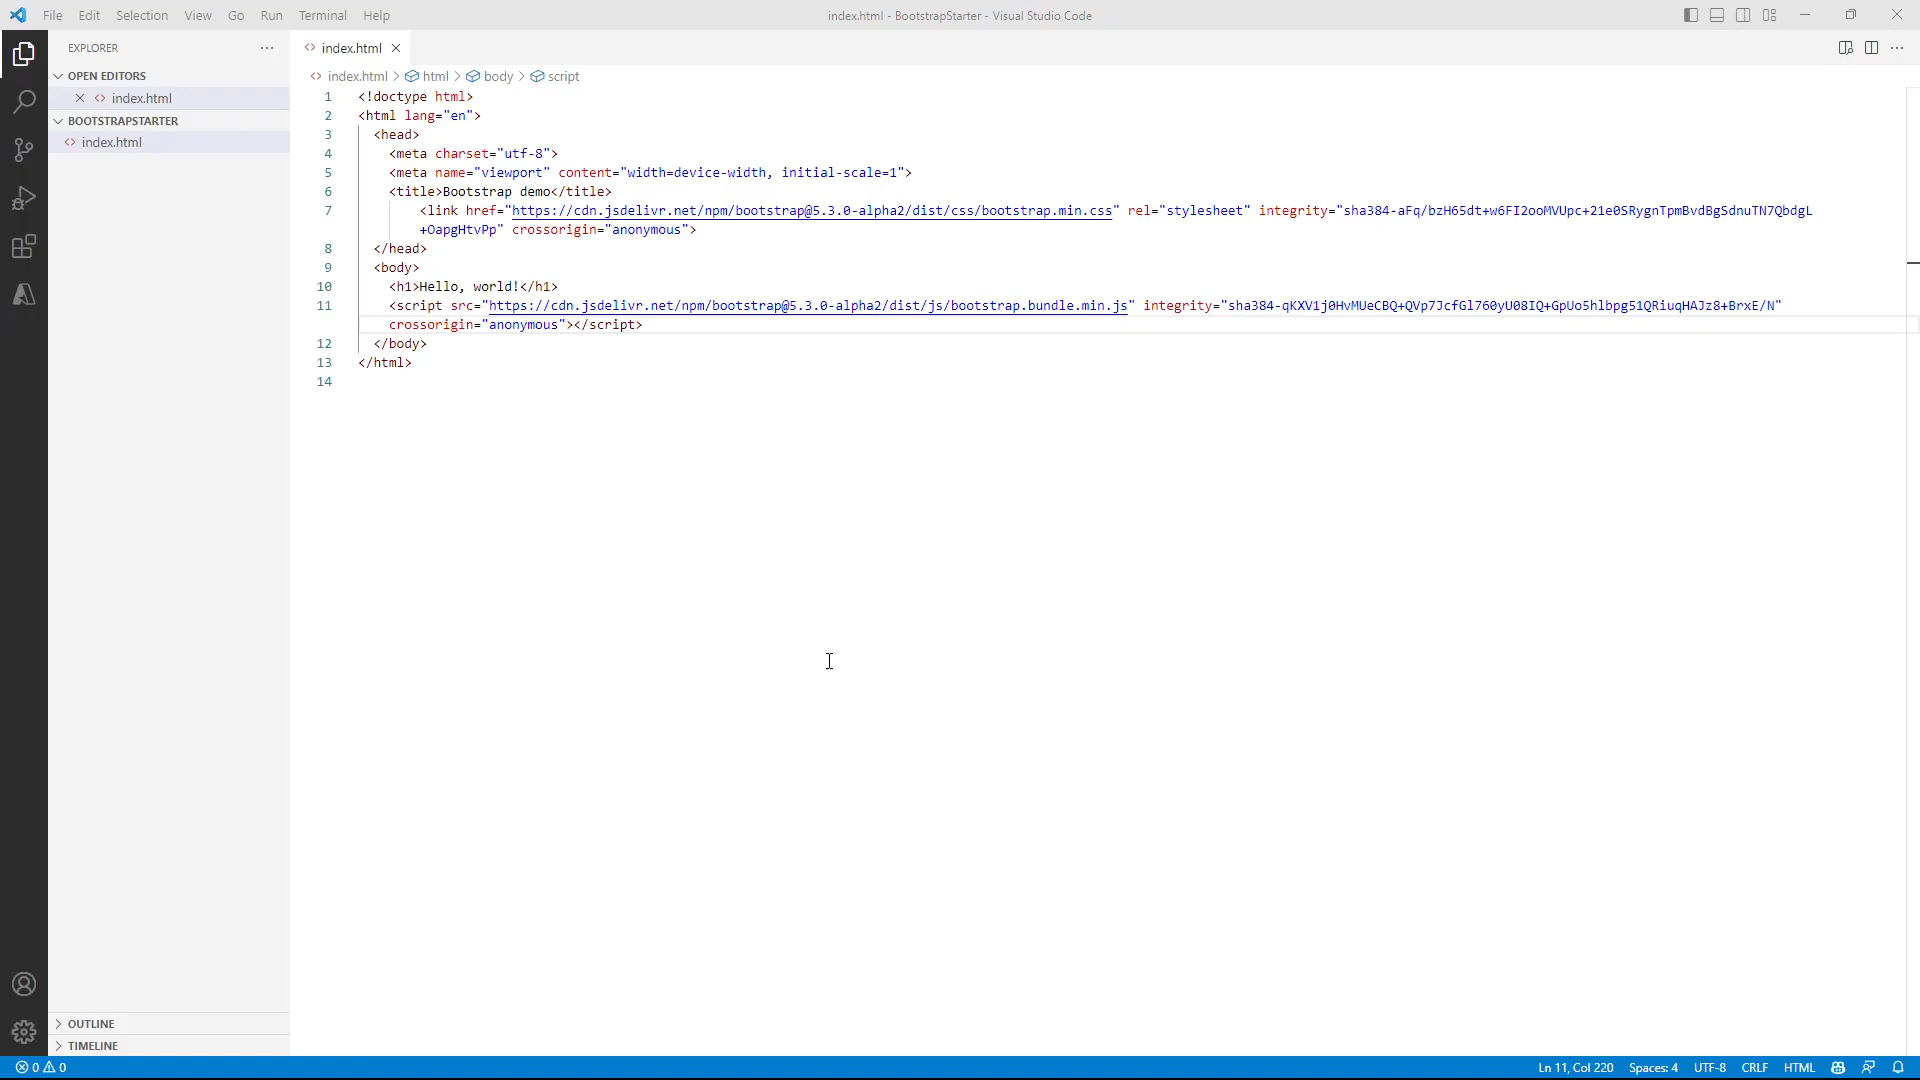 File Edit Selection View Go Run Terminal Help
index.html - BootstrapStarter - Visual Studio Code
EXPLORER
OPEN EDITORS
index.html
BOOTSTRAPSTARTER
index.html
OUTLINE
TIMELINE
index.html
index.html > html > body > script
1 <!doctype html>
2 <html lang="en">
3 <head>
4 <meta charset="utf-8">
5 <meta name="viewport" content="width=device-width, initial-scale=1">
6 <title>Bootstrap demo</title>
7 <link href="https://cdn.jsdelivr.net/npm/bootstrap@5.3.0-alpha2/dist/css/bootstrap.min.css" rel="stylesheet" integrity="sha384-aFq/bzH65dt+w6FI2ooMVUpc+21e0SRygnTpmBvdBgSdnuTN7QbdgL
+OapgHtvPp" crossorigin="anonymous">
8 </head>
9 <body>
10 <h1>Hello, world!</h1>
11 <script src="https://cdn.jsdelivr.net/npm/bootstrap@5.3.0-alpha2/dist/js/bootstrap.bundle.min.js" integrity="sha384-qKXV1j0HvMUeCBQ+QVp7JcfGl760yU08IQ+GpUo5hlbpg51QRiuqHAJz8+BrxE/N"
crossorigin="anonymous"></script>
12 </body>
13 </html>
14
0 0
Ln 11, Col 220 Spaces: 4 UTF-8 CRLF HTML